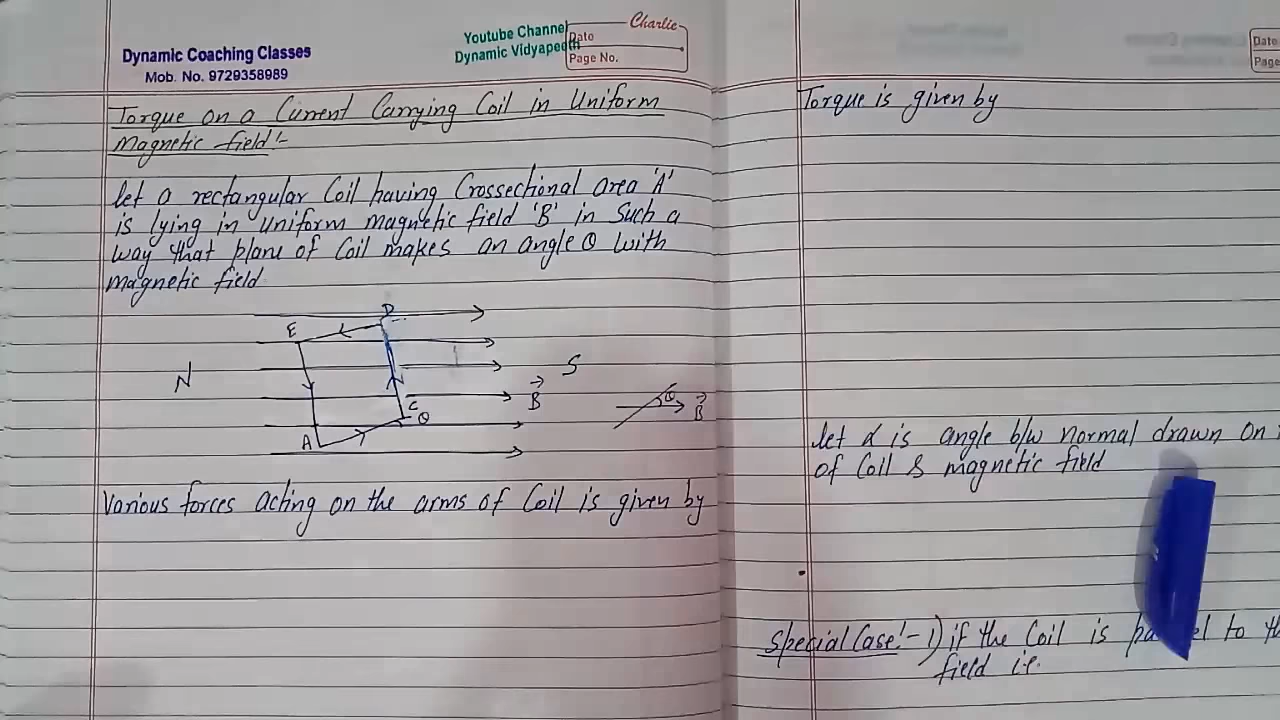 Charlie
Youtube Channel
Dynamic Vidyapeeth
Date
Page No.
Dynamic Coaching Classes
Mob. No. 9729358989
Torque on a Current Carrying Coil in Uniform
Magnetic field:-
Let a rectangular Coil having Crossectional area 'A'
is lying in uniform magnetic field 'B' in Such a
way that plane of Coil makes an angle θ with
magnetic field
E
D
N
S
B
C
θ
A
θ
B
Various forces acting on the arms of Coil is given by
Date
Page
Torque is given by
Let α is angle b/w normal drawn on
of Coil & magnetic field
Special Case:- 1) if the Coil is to
field i.e.